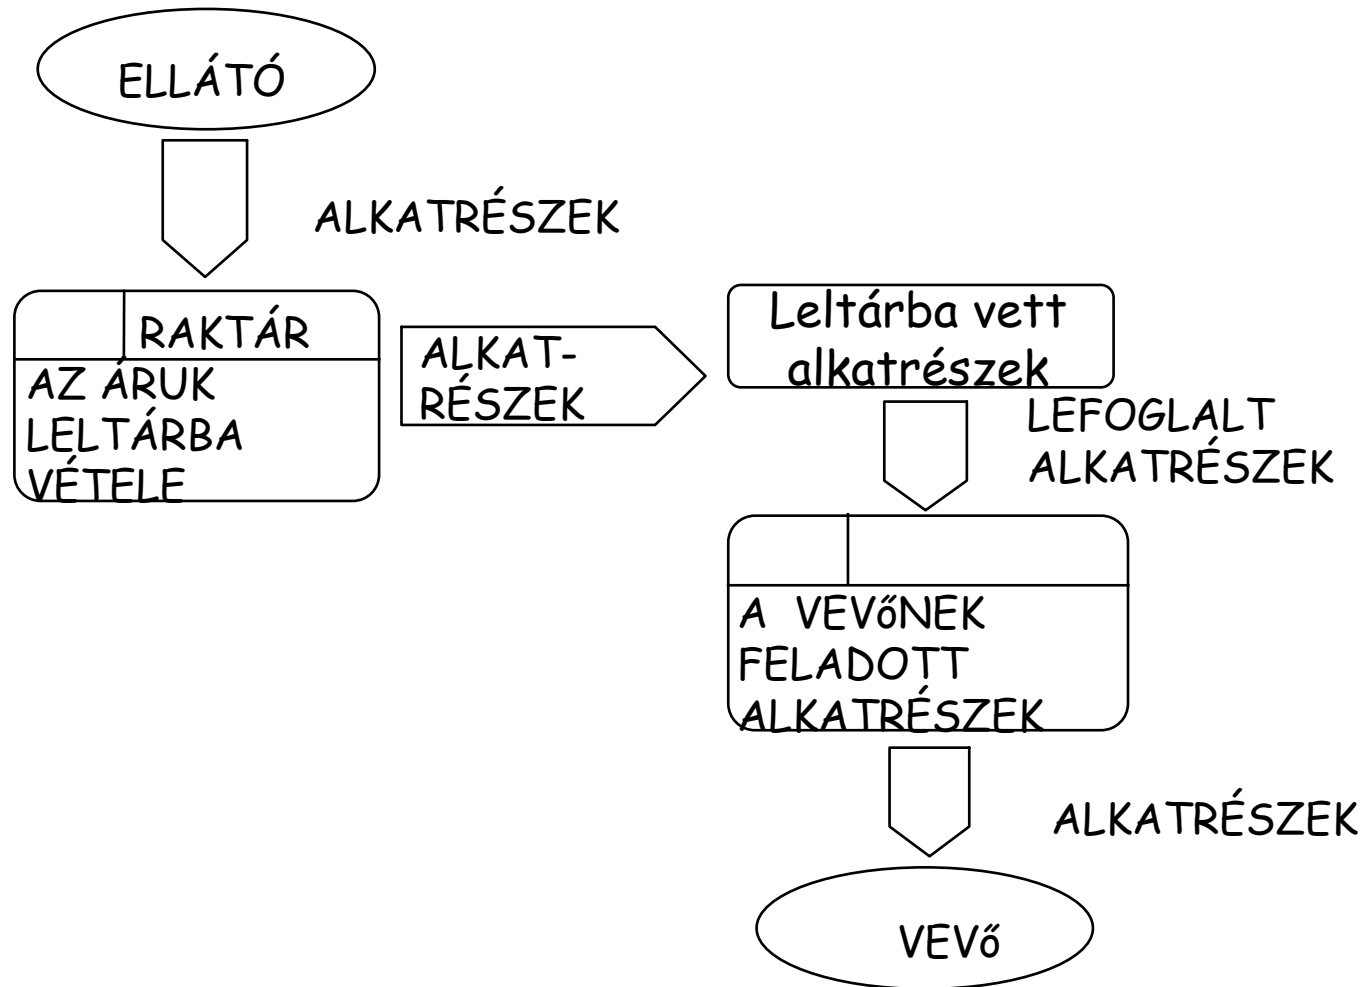 ELLÁTÓ
ALKATRÉSZEK
RAKTÁR
AZ ÁRUK
LELTÁRBA
VÉTELE
ALKAT-
RÉSZEK
Leltárba vett
alkatrészek
LEFOGLALT
ALKATRÉSZEK
A VEVőNEK
FELADOTT
ALKATRÉSZEK
ALKATRÉSZEK
VEVő